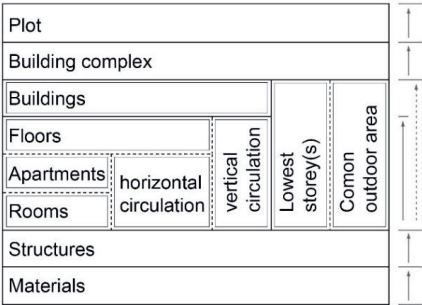 Plot
Building complex
Buildings
Floors
Apartments
Rooms
horizontal
circulation
vertical
circulation
Lowest
storey(s)
Comon
outdoor area
Structures
Materials